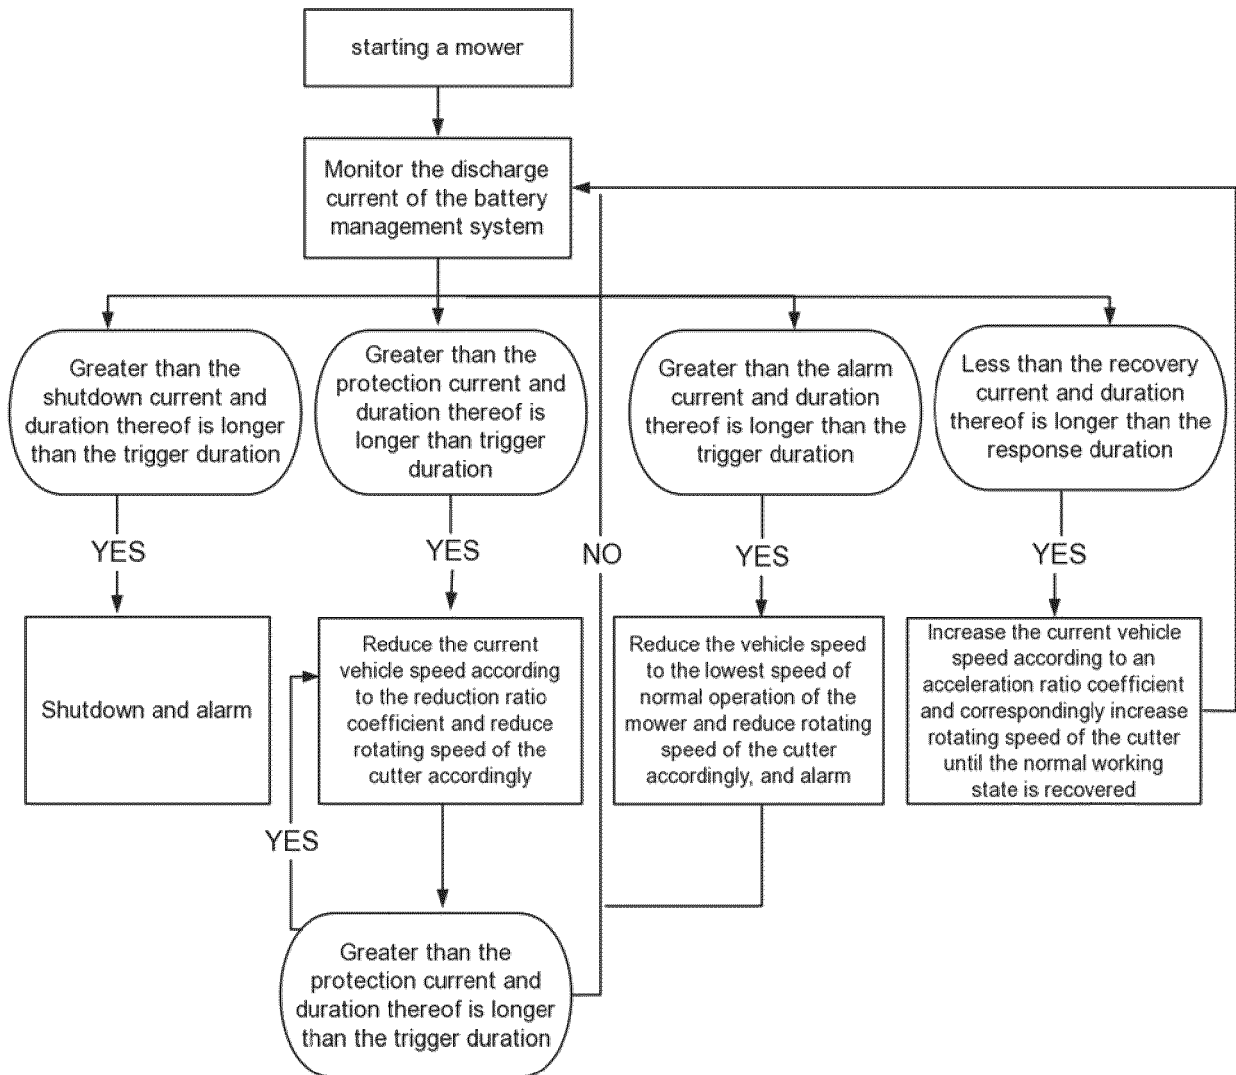 starting a mower
Monitor the discharge
current of the battery
management system
Greater than the
shutdown current and
duration thereof is longer
than the trigger duration
Greater than the
protection current and
duration thereof is
longer than trigger
duration
Greater than the alarm
current and duration
thereof is longer than the
trigger duration
Less than the recovery
current and duration
thereof is longer than the
response duration
YES
YES
NO
YES
YES
Shutdown and alarm
Reduce the current
vehicle speed according
to the reduction ratio
coefficient and reduce
rotating speed of the
cutter accordingly
Reduce the vehicle speed
to the lowest speed of
normal operation of the
mower and reduce rotating
speed of the cutter
accordingly, and alarm
Increase the current vehicle
speed according to an
acceleration ratio coefficient
and correspondingly increase
rotating speed of the cutter
until the normal working
state is recovered
YES
Greater than the
protection current and
duration thereof is longer
than the trigger duration